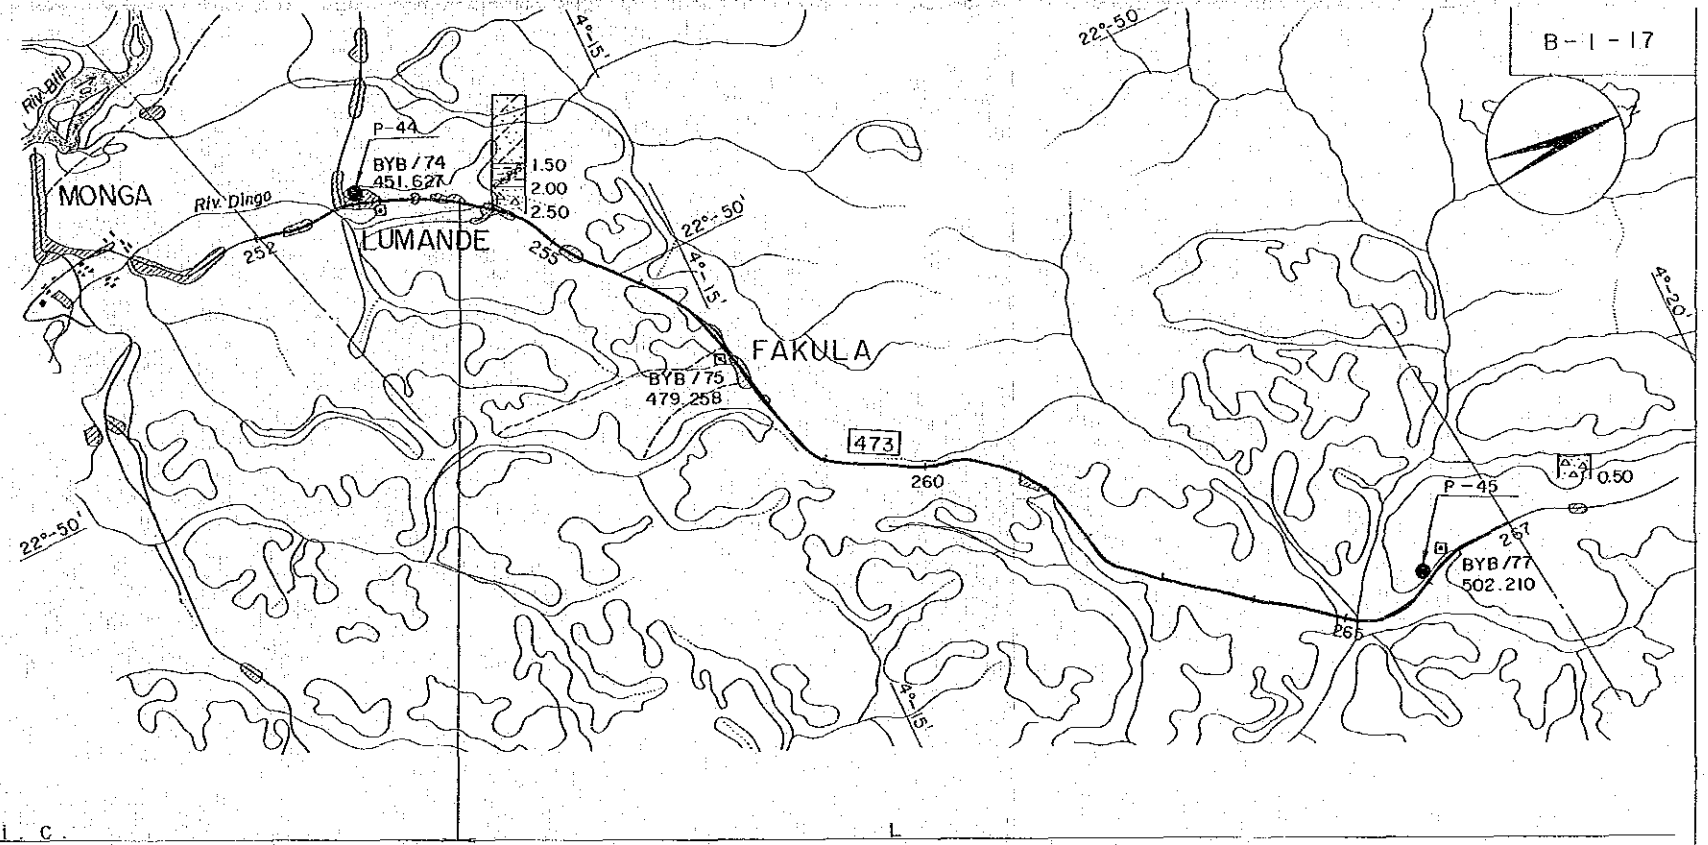 B-1-17
22°-50'
4°-15'
Riv. Bili
P-44
BYB/74
451.627
1.50
2.00
2.50
MONGA
Riv. Dingo
LUMANDE
252
255
22°-50'
4°-15'
4°-20'
FAKULA
BYB/75
479.258
473
260
0.50
P-45
267
BYB/77
502.210
22°-50'
265
4°-15'
I. C.
L